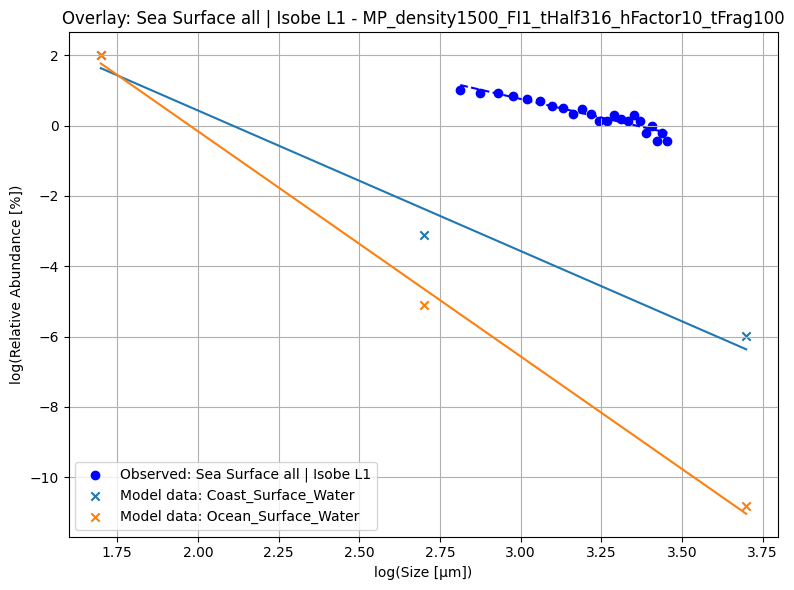 Overlay: Sea Surface all | Isobe L1 - MP_density1500_FI1_tHalf316_hFactor10_tFrag100
log(Relative Abundance [%])
2
0
−2
−4
−6
−8
−10
Observed: Sea Surface all | Isobe L1
Model data: Coast_Surface_Water
Model data: Ocean_Surface_Water
1.75 2.00 2.25 2.50 2.75 3.00 3.25 3.50 3.75
log(Size [µm])